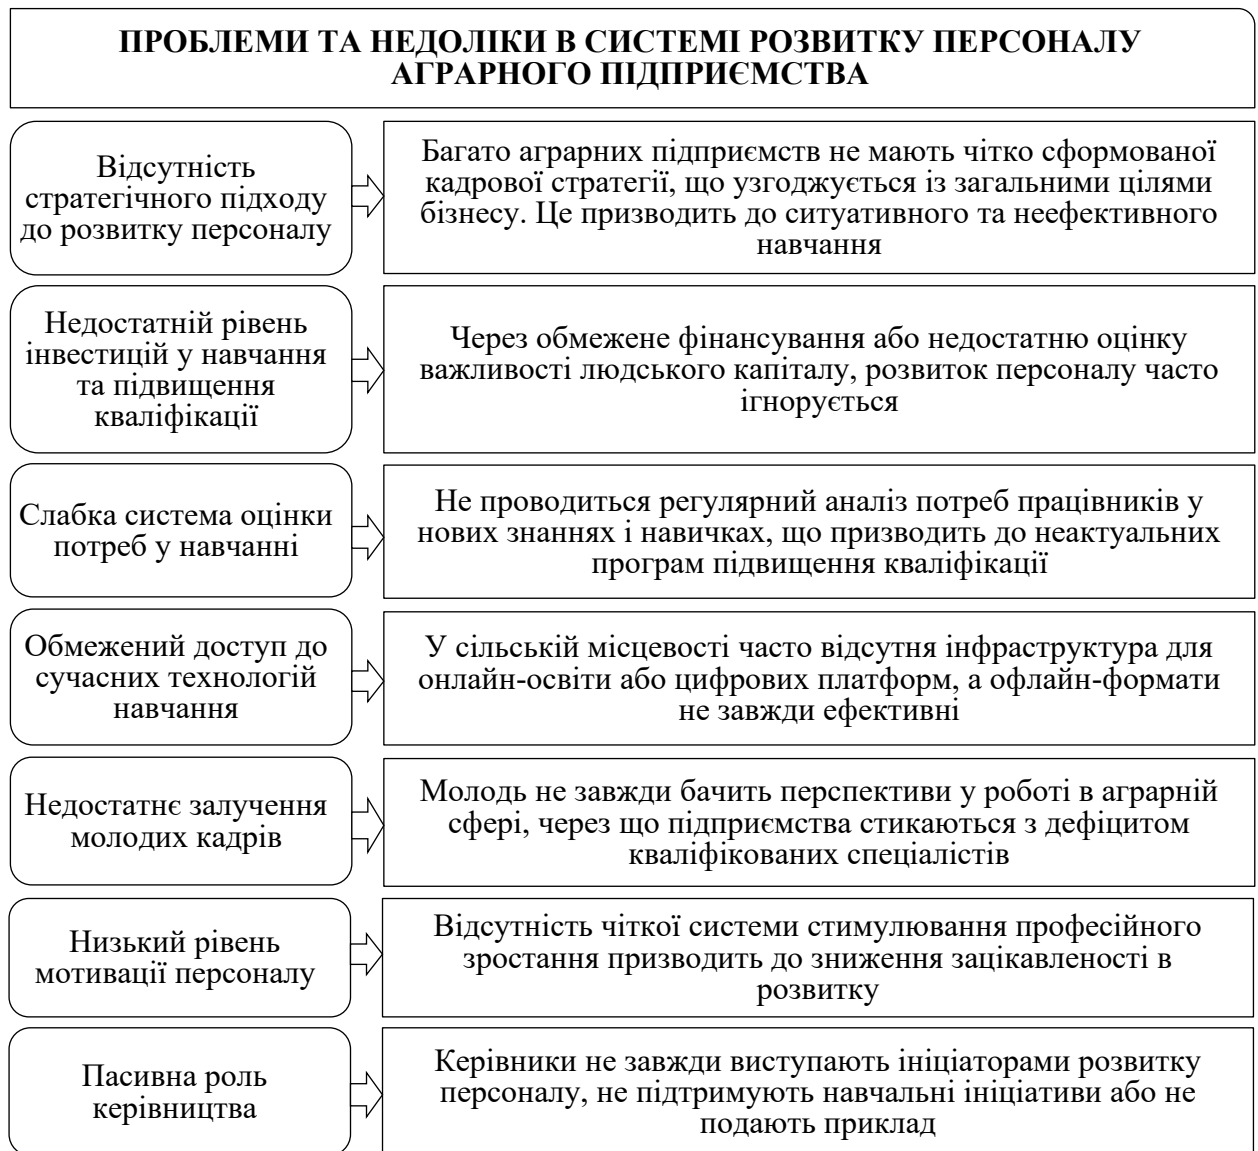 ПРОБЛЕМИ ТА НЕДОЛІКИ В СИСТЕМІ РОЗВИТКУ ПЕРСОНАЛУ
АГРАРНОГО ПІДПРИЄМСТВА
Відсутність
стратегічного підходу
до розвитку персоналу
Багато аграрних підприємств не мають чітко сформованої
кадрової стратегії, що узгоджується із загальними цілями
бізнесу. Це призводить до ситуативного та неефективного
навчання
Недостатній рівень
інвестицій у навчання
та підвищення
кваліфікації
Через обмежене фінансування або недостатню оцінку
важливості людського капіталу, розвиток персоналу часто
ігнорується
Слабка система оцінки
потреб у навчанні
Не проводиться регулярний аналіз потреб працівників у
нових знаннях і навичках, що призводить до неактуальних
програм підвищення кваліфікації
Обмежений доступ до
сучасних технологій
навчання
У сільській місцевості часто відсутня інфраструктура для
онлайн-освіти або цифрових платформ, а офлайн-формати
не завжди ефективні
Недостатнє залучення
молодих кадрів
Молодь не завжди бачить перспективи у роботі в аграрній
сфері, через що підприємства стикаються з дефіцитом
кваліфікованих спеціалістів
Низький рівень
мотивації персоналу
Відсутність чіткої системи стимулювання професійного
зростання призводить до зниження зацікавленості в
розвитку
Пасивна роль
керівництва
Керівники не завжди виступають ініціаторами розвитку
персоналу, не підтримують навчальні ініціативи або не
подають приклад